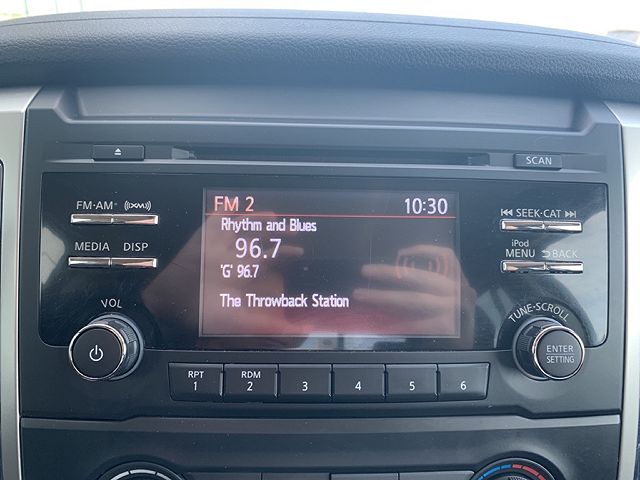 SCAN
FM·AM ((XM))
MEDIA DISP
VOL
FM 2 10:30
Rhythm and Blues
96.7
'G' 96.7
The Throwback Station
SEEK·CAT
iPod
MENU BACK
TUNE·SCROLL
ENTER
SETTING
RPT
1
RDM
2
3
4
5
6